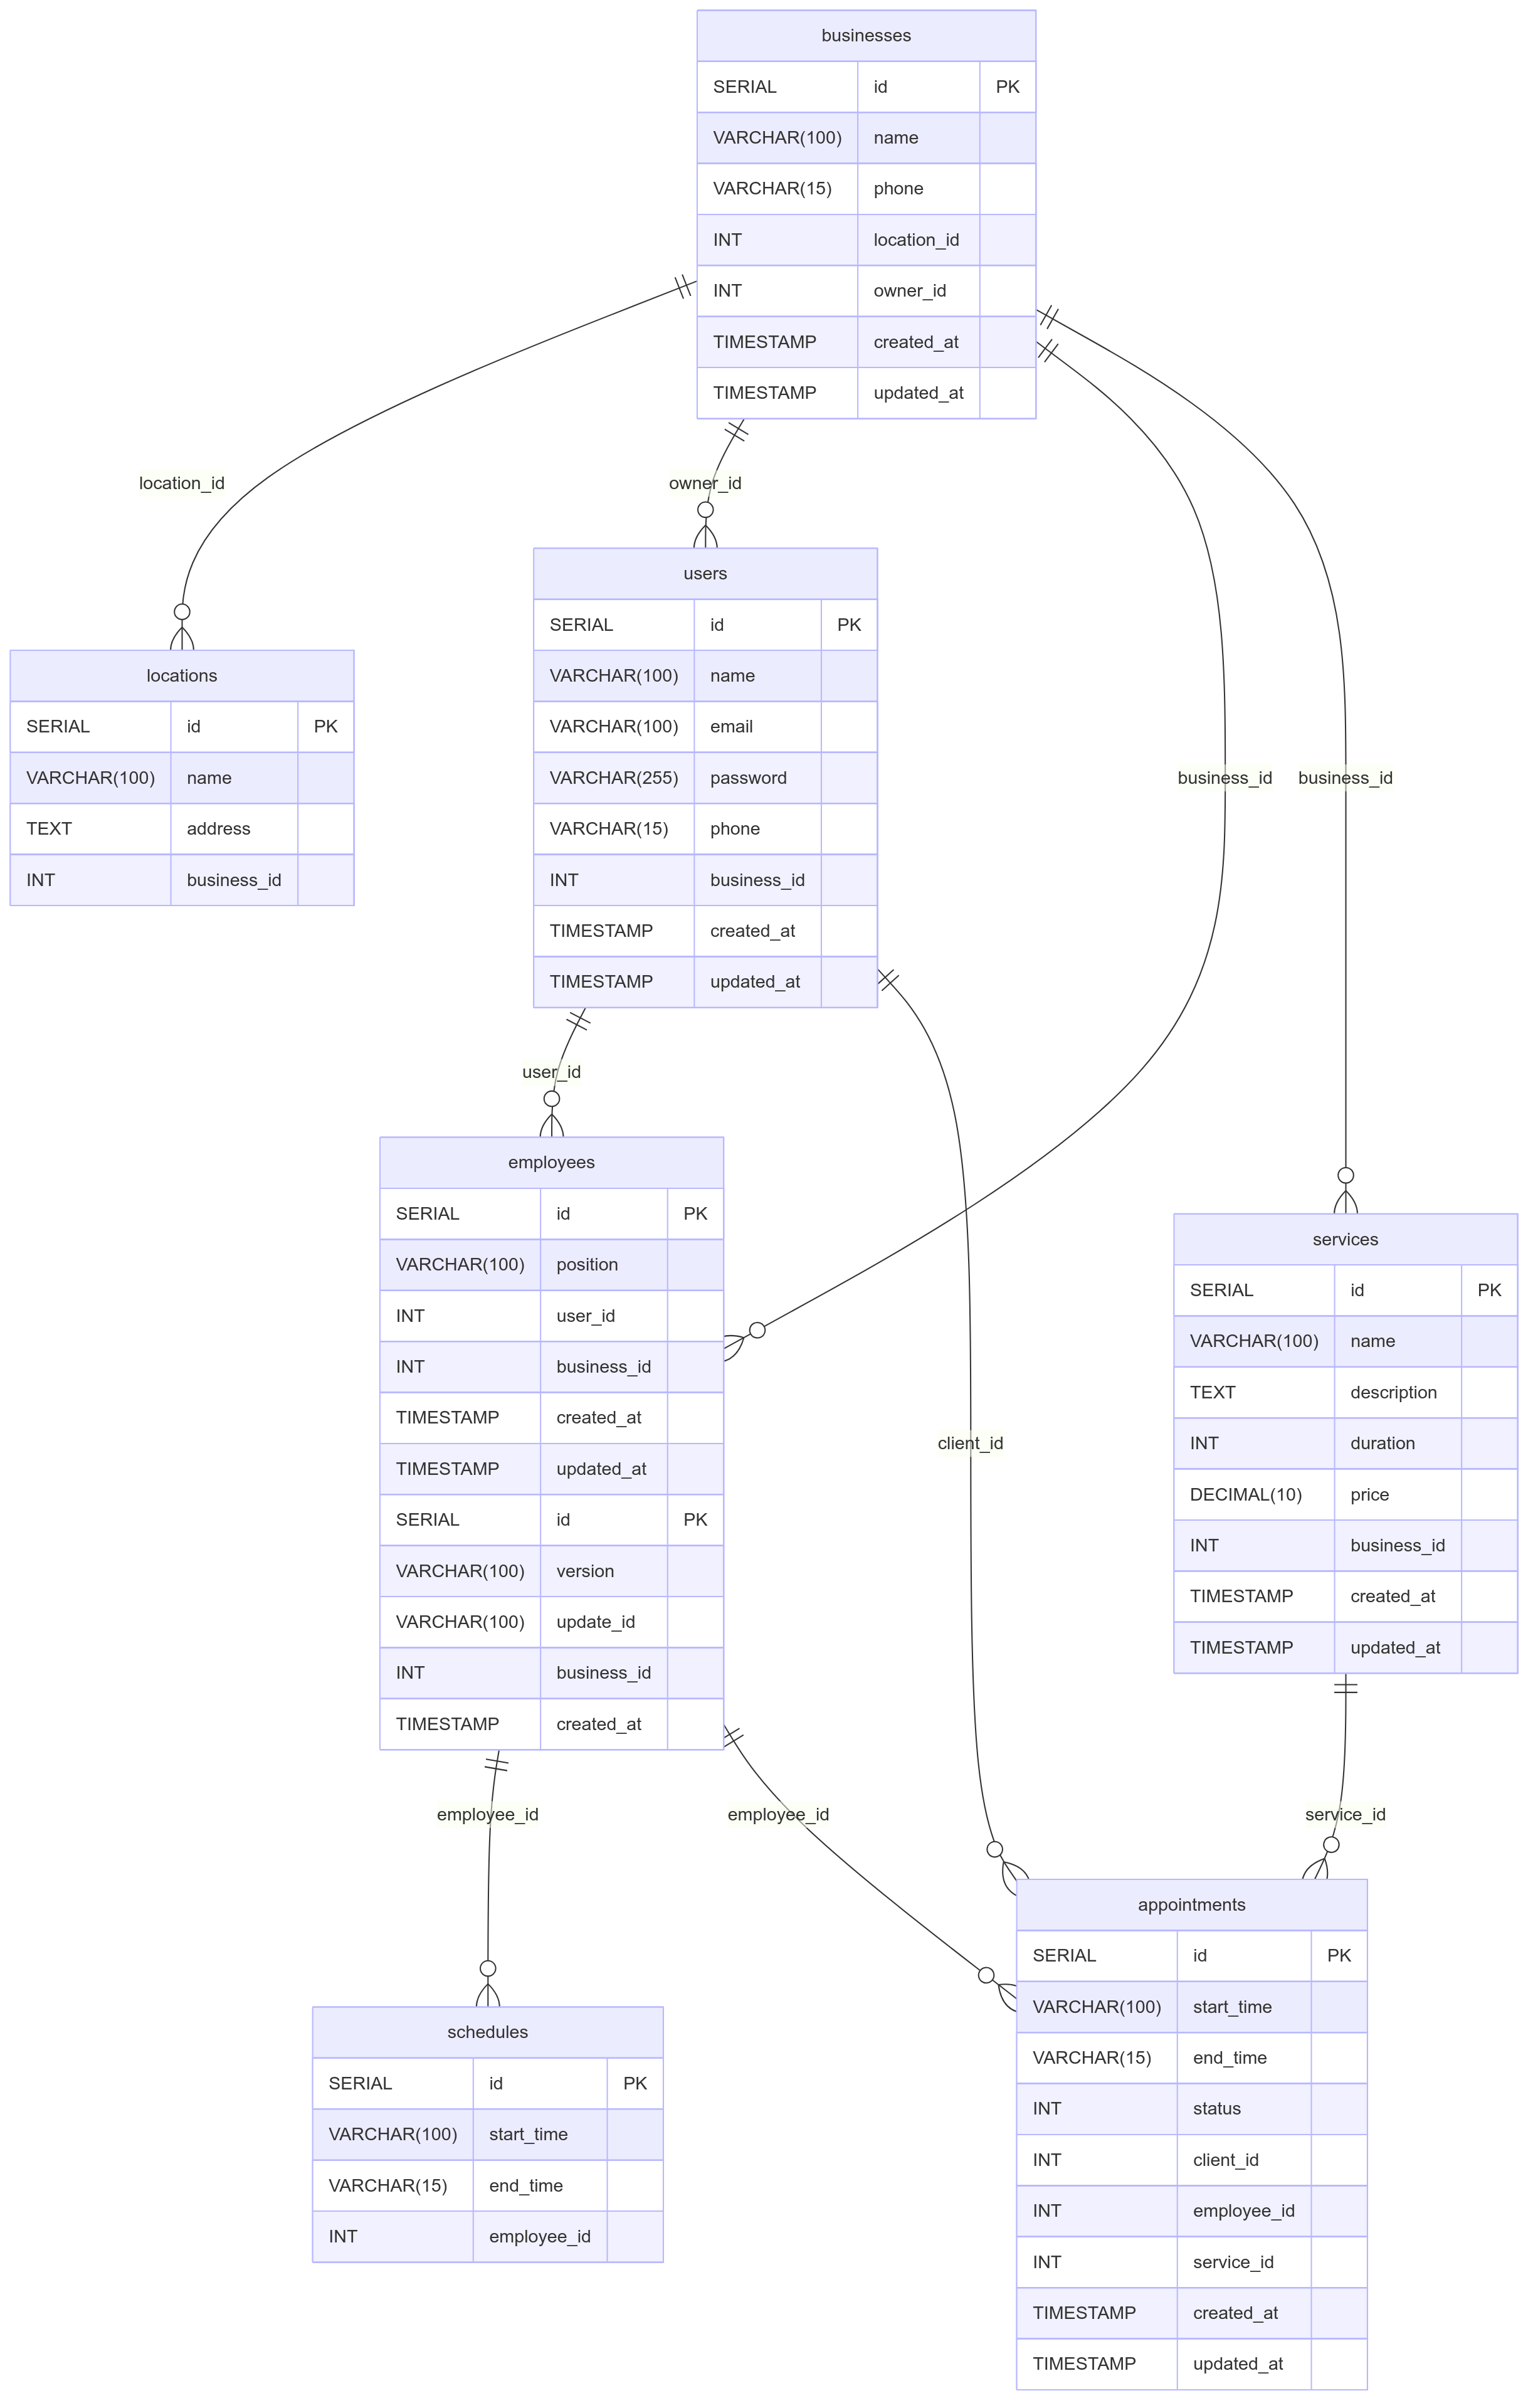 businesses
SERIAL id PK
VARCHAR(100) name
VARCHAR(15) phone
INT location_id
INT owner_id
TIMESTAMP created_at
TIMESTAMP updated_at
location_id
owner_id
users
SERIAL id PK
VARCHAR(100) name
VARCHAR(100) email
VARCHAR(255) password
VARCHAR(15) phone
INT business_id
TIMESTAMP created_at
TIMESTAMP updated_at
locations
SERIAL id PK
VARCHAR(100) name
TEXT address
INT business_id
business_id
business_id
user_id
employees
SERIAL id PK
VARCHAR(100) position
INT user_id
INT business_id
TIMESTAMP created_at
TIMESTAMP updated_at
SERIAL id PK
VARCHAR(100) version
VARCHAR(100) update_id
INT business_id
TIMESTAMP created_at
client_id
services
SERIAL id PK
VARCHAR(100) name
TEXT description
INT duration
DECIMAL(10) price
INT business_id
TIMESTAMP created_at
TIMESTAMP updated_at
employee_id
employee_id
service_id
schedules
SERIAL id PK
VARCHAR(100) start_time
VARCHAR(15) end_time
INT employee_id
appointments
SERIAL id PK
VARCHAR(100) start_time
VARCHAR(15) end_time
INT status
INT client_id
INT employee_id
INT service_id
TIMESTAMP created_at
TIMESTAMP updated_at